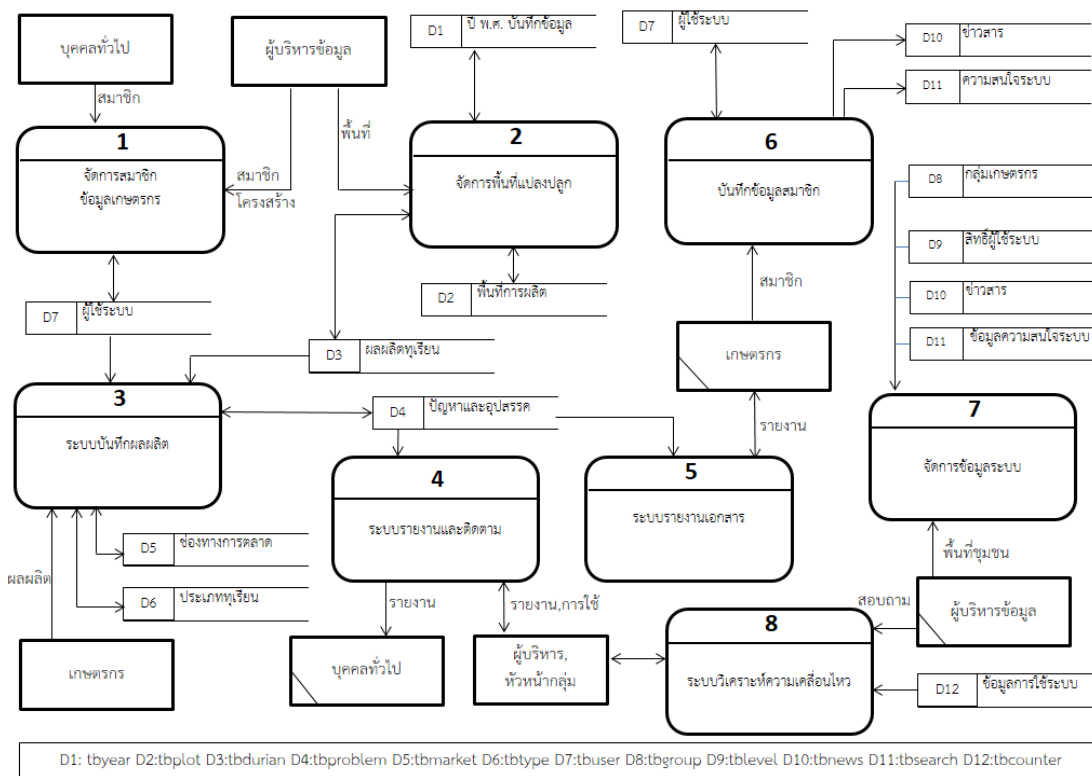 บุคคลทั่วไป
ผู้บริหารข้อมูล
D1 ปี พ.ศ. บันทึกข้อมูล
D7 ผู้ใช้ระบบ
D10 ข่าวสาร
D11 ความสนใจระบบ
สมาชิก
พื้นที่
1
จัดการสมาชิก
ข้อมูลเกษตรกร
สมาชิก
โครงสร้าง
2
จัดการพื้นที่แปลงปลูก
6
บันทึกข้อมูลสมาชิก
D8 กลุ่มเกษตรกร
D9 สิทธิ์ผู้ใช้ระบบ
D10 ข่าวสาร
D11 ข้อมูลความสนใจระบบ
D7 ผู้ใช้ระบบ
D2 พื้นที่การผลิต
สมาชิก
D3 ผลผลิตทุเรียน
เกษตรกร
3
ระบบบันทึกผลผลิต
D4 ปัญหาและอุปสรรค
รายงาน
7
จัดการข้อมูลระบบ
4
ระบบรายงานและติดตาม
5
ระบบรายงานเอกสาร
D5 ช่องทางการตลาด
D6 ประเภททุเรียน
ผลผลิต
พื้นที่ชุมชน
รายงาน
รายงาน,การใช้
สอบถาม
ผู้บริหารข้อมูล
เกษตรกร
บุคคลทั่วไป
ผู้บริหาร,
หัวหน้ากลุ่ม
8
ระบบวิเคราะห์ความเคลื่อนไหว
D12 ข้อมูลการใช้ระบบ
D1: tbyear D2:tbplot D3:tbdurian D4:tbproblem D5:tbmarket D6:tbtype D7:tbuser D8:tbgroup D9:tblevel D10:tbnews D11:tbsearch D12:tbcounter